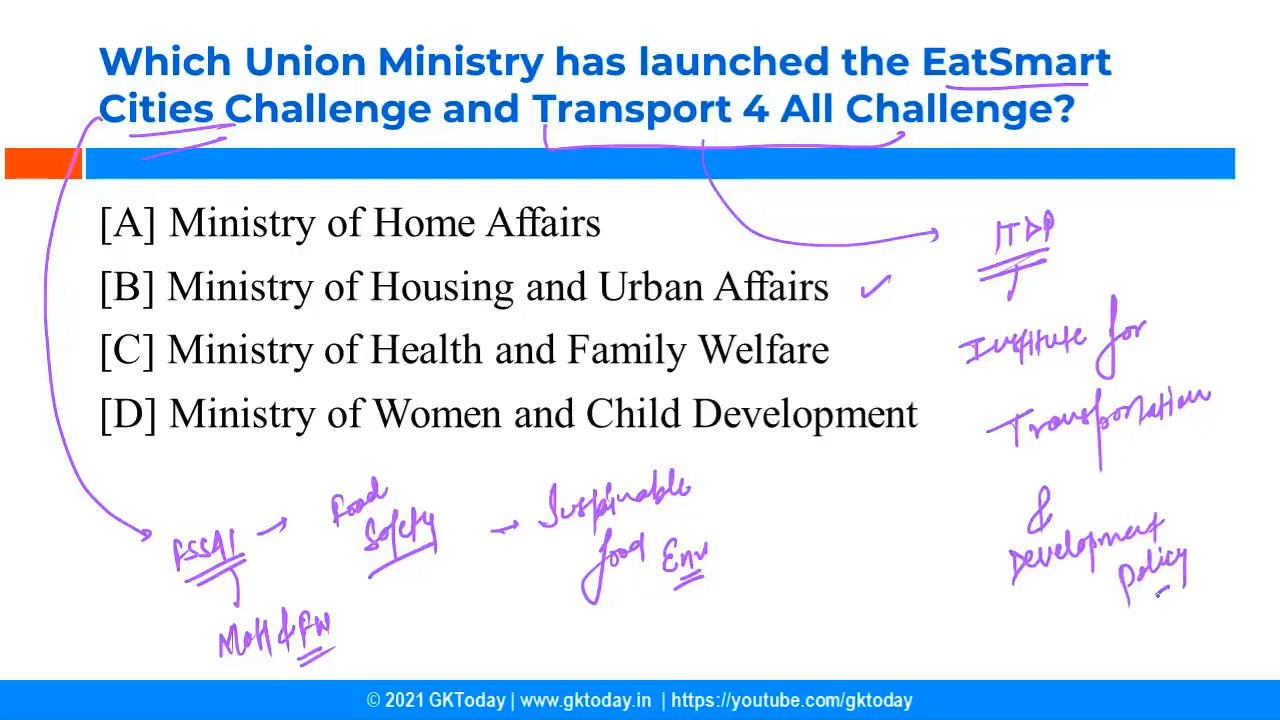 Which Union Ministry has launched the EatSmart
Cities Challenge and Transport 4 All Challenge?
[A] Ministry of Home Affairs
[B] Ministry of Housing and Urban Affairs
[C] Ministry of Health and Family Welfare
[D] Ministry of Women and Child Development
ITDP
Institute for
Transportation
&
Development
Policy
FSSAI
Food
Safety
Sustainable
food Env
MoH & FW
© 2021 GKToday | www.gktoday.in | https://youtube.com/gktoday